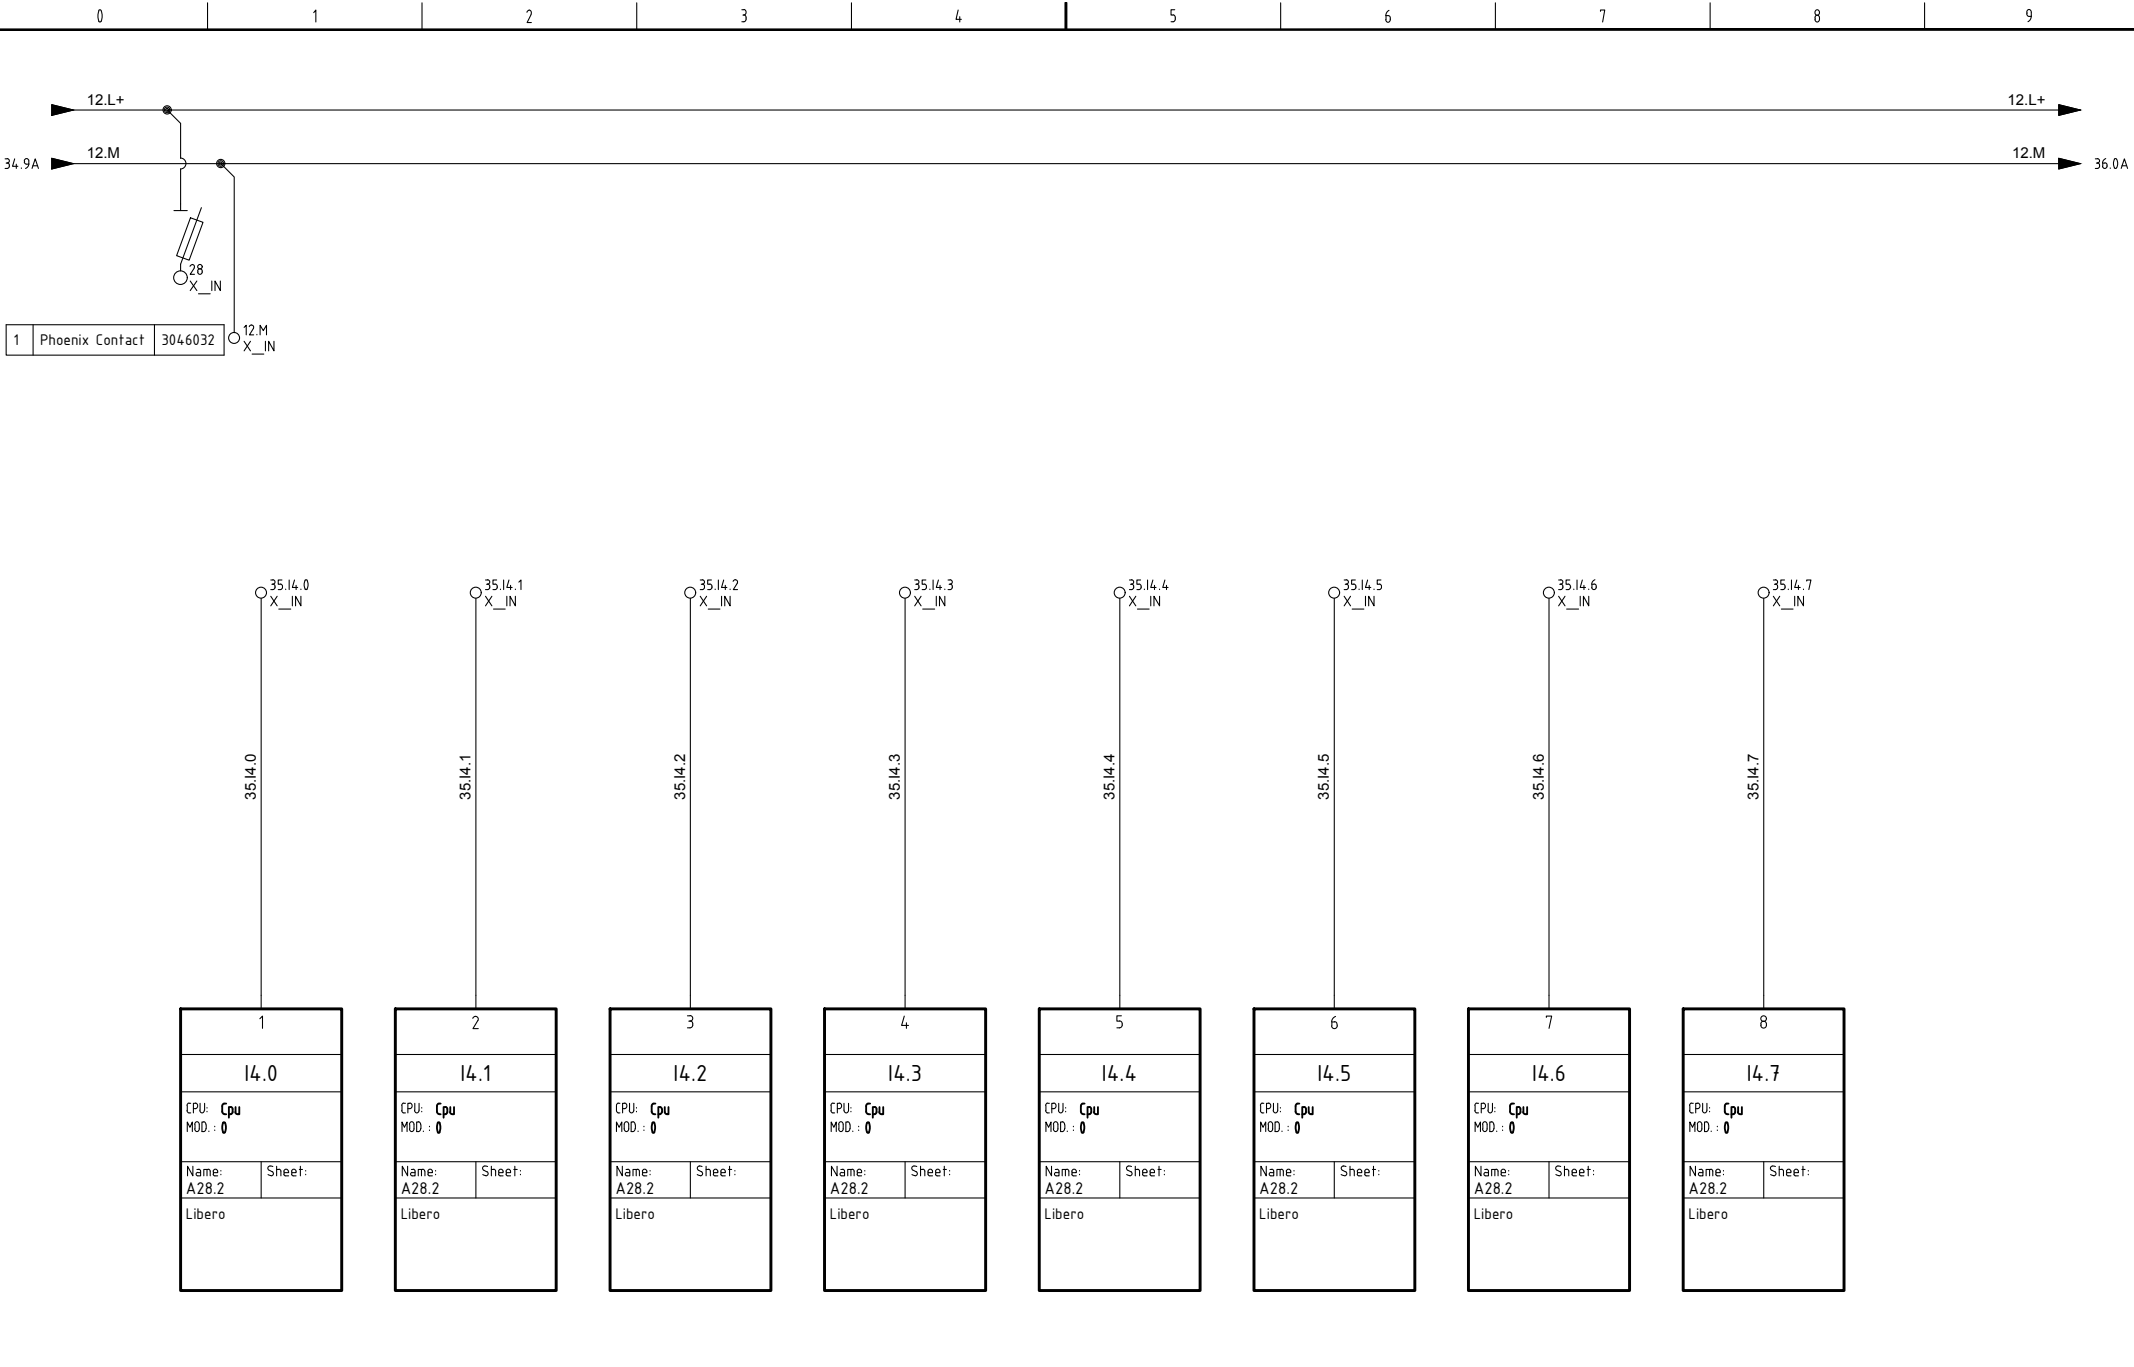 0 1 2 3 4 5 6 7 8 9
12.L+ 12.L+
34.9A 12.M 12.M 36.0A
28
X__IN
1 Phoenix Contact 3046032
12.M
X__IN
35.I4.0 35.I4.1 35.I4.2 35.I4.3 35.I4.4 35.I4.5 35.I4.6 35.I4.7
X__IN X__IN X__IN X__IN X__IN X__IN X__IN X__IN
35.I4.0 35.I4.1 35.I4.2 35.I4.3 35.I4.4 35.I4.5 35.I4.6 35.I4.7
1 2 3 4 5 6 7 8
I4.0 I4.1 I4.2 I4.3 I4.4 I4.5 I4.6 I4.7
CPU: Cpu CPU: Cpu CPU: Cpu CPU: Cpu CPU: Cpu CPU: Cpu CPU: Cpu CPU: Cpu
MOD. : 0 MOD. : 0 MOD. : 0 MOD. : 0 MOD. : 0 MOD. : 0 MOD. : 0 MOD. : 0
Name: Sheet: Name: Sheet: Name: Sheet: Name: Sheet: Name: Sheet: Name: Sheet: Name: Sheet: Name: Sheet:
A28.2 A28.2 A28.2 A28.2 A28.2 A28.2 A28.2 A28.2
Libero Libero Libero Libero Libero Libero Libero Libero